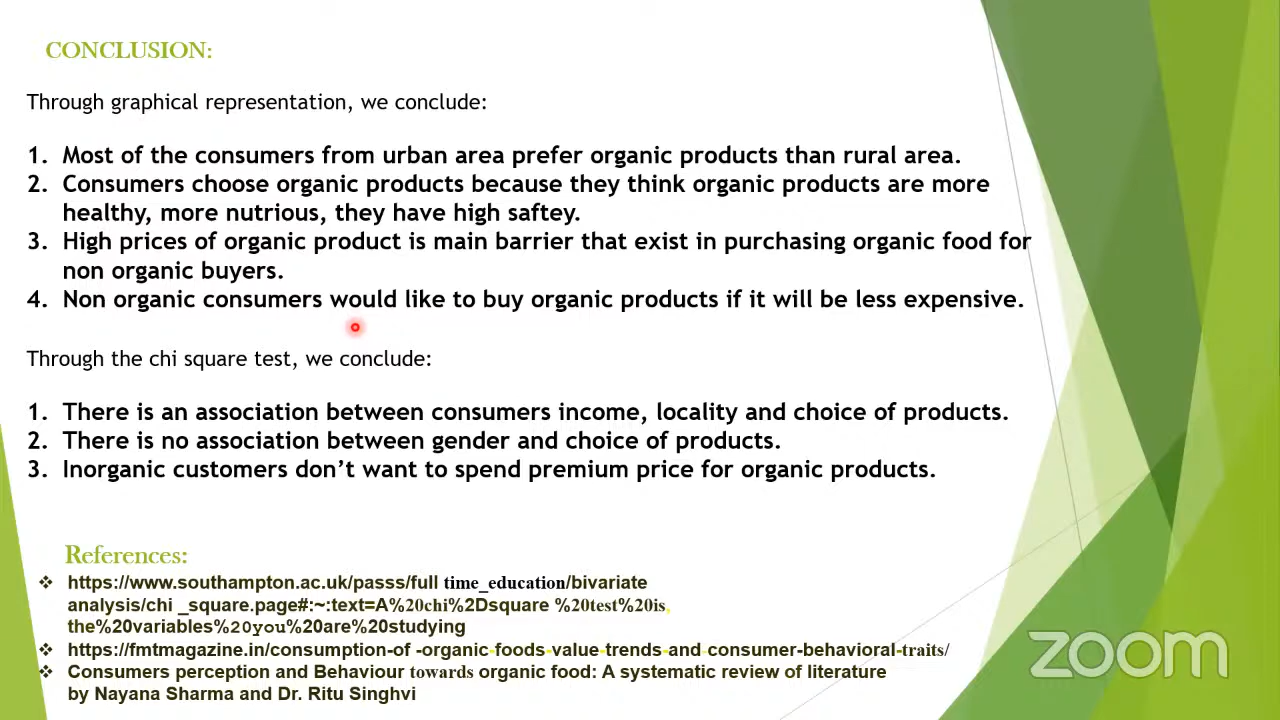 CONCLUSION:
Through graphical representation, we conclude:
1. Most of the consumers from urban area prefer organic products than rural area.
2. Consumers choose organic products because they think organic products are more
healthy, more nutritious, they have high saftey.
3. High prices of organic product is main barrier that exist in purchasing organic food for
non organic buyers.
4. Non organic consumers would like to buy organic products if it will be less expensive.
Through the chi square test, we conclude:
1. There is an association between consumers income, locality and choice of products.
2. There is no association between gender and choice of products.
3. Inorganic customers don’t want to spend premium price for organic products.
References:
❖ https://www.southampton.ac.uk/passs/full time_education/bivariate
analysis/chi _square.page#:~:text=A%20chi%2Dsquare %20test%20is,
the%20variables%20you%20are%20studying
❖ https://fmtmagazine.in/consumption-of -organic-foods-value-trends-and-consumer-behavioral-traits/
❖ Consumers perception and Behaviour towards organic food: A systematic review of literature
by Nayana Sharma and Dr. Ritu Singhvi
zoom